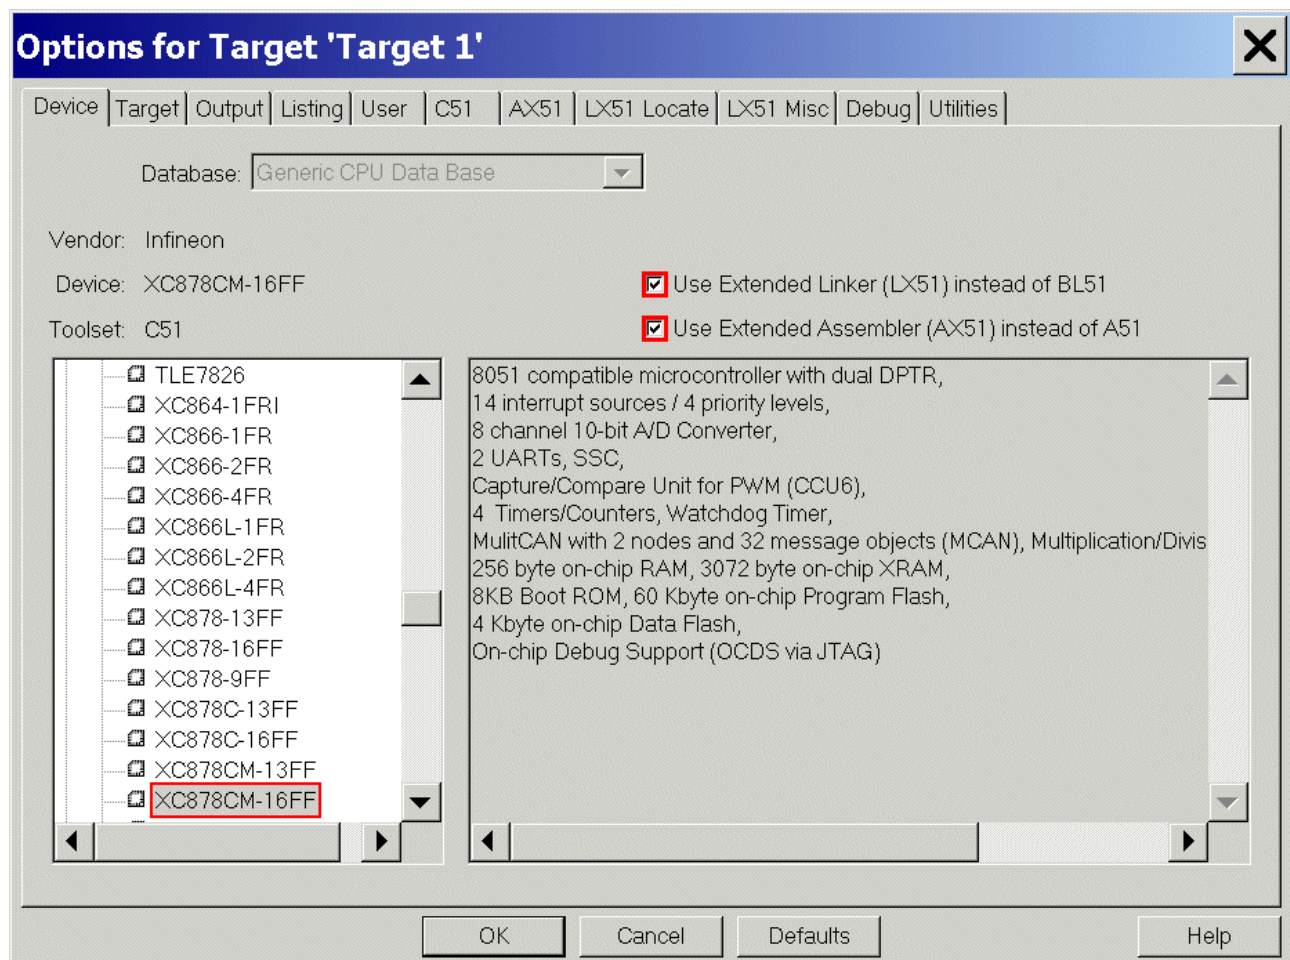 Options for Target 'Target 1'
Device Target Output Listing User C51 AX51 LX51 Locate LX51 Misc Debug Utilities
Database: Generic CPU Data Base
Vendor: Infineon
Device: XC878CM-16FF
Use Extended Linker (LX51) instead of BL51
Toolset: C51
Use Extended Assembler (AX51) instead of A51
TLE7826
XC864-1FRI
XC866-1FR
XC866-2FR
XC866-4FR
XC866L-1FR
XC866L-2FR
XC866L-4FR
XC878-13FF
XC878-16FF
XC878-9FF
XC878C-13FF
XC878C-16FF
XC878CM-13FF
XC878CM-16FF
8051 compatible microcontroller with dual DPTR,
14 interrupt sources / 4 priority levels,
8 channel 10-bit A/D Converter,
2 UARTs, SSC,
Capture/Compare Unit for PWM (CCU6),
4 Timers/Counters, Watchdog Timer,
MulitCAN with 2 nodes and 32 message objects (MCAN), Multiplication/Divis
256 byte on-chip RAM, 3072 byte on-chip XRAM,
8KB Boot ROM, 60 Kbyte on-chip Program Flash,
4 Kbyte on-chip Data Flash,
On-chip Debug Support (OCDS via JTAG)
OK Cancel Defaults Help